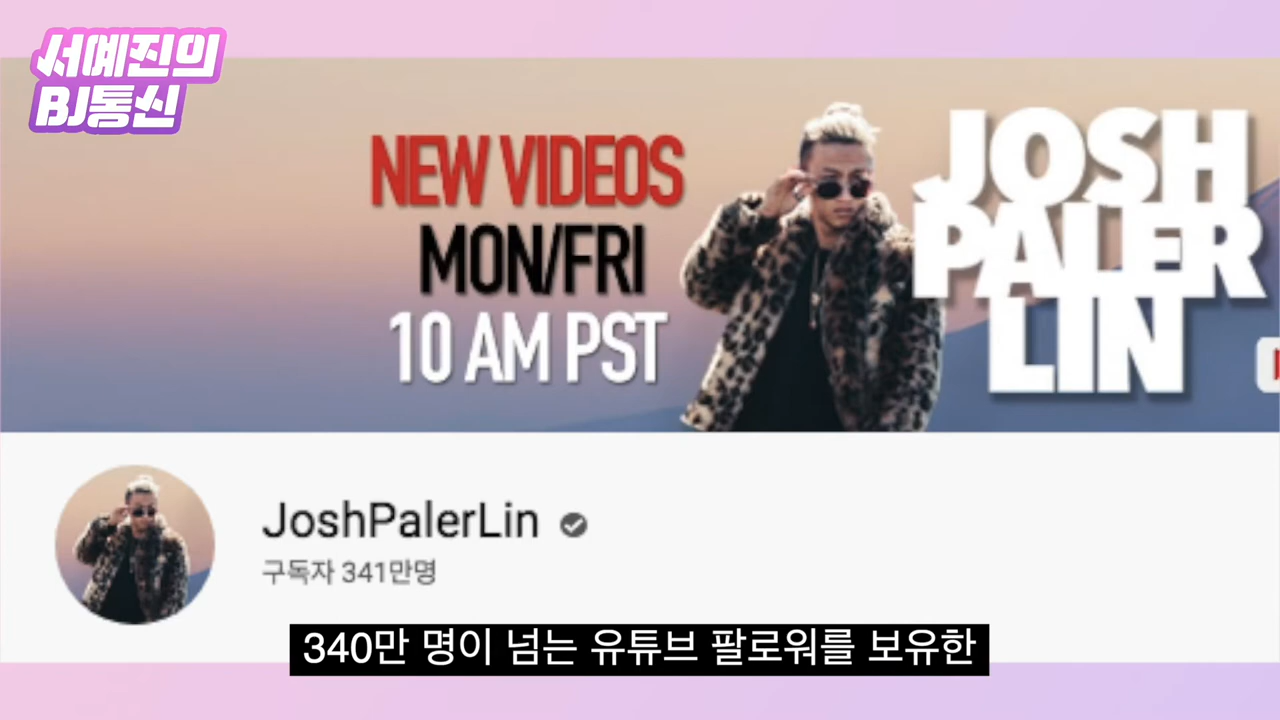 서예진의
BJ통신
NEW VIDEOS
MON/FRI
10 AM PST
JOSH
PALER
LIN
JoshPalerLin
구독자 341만명
340만 명이 넘는 유튜브 팔로워를 보유한